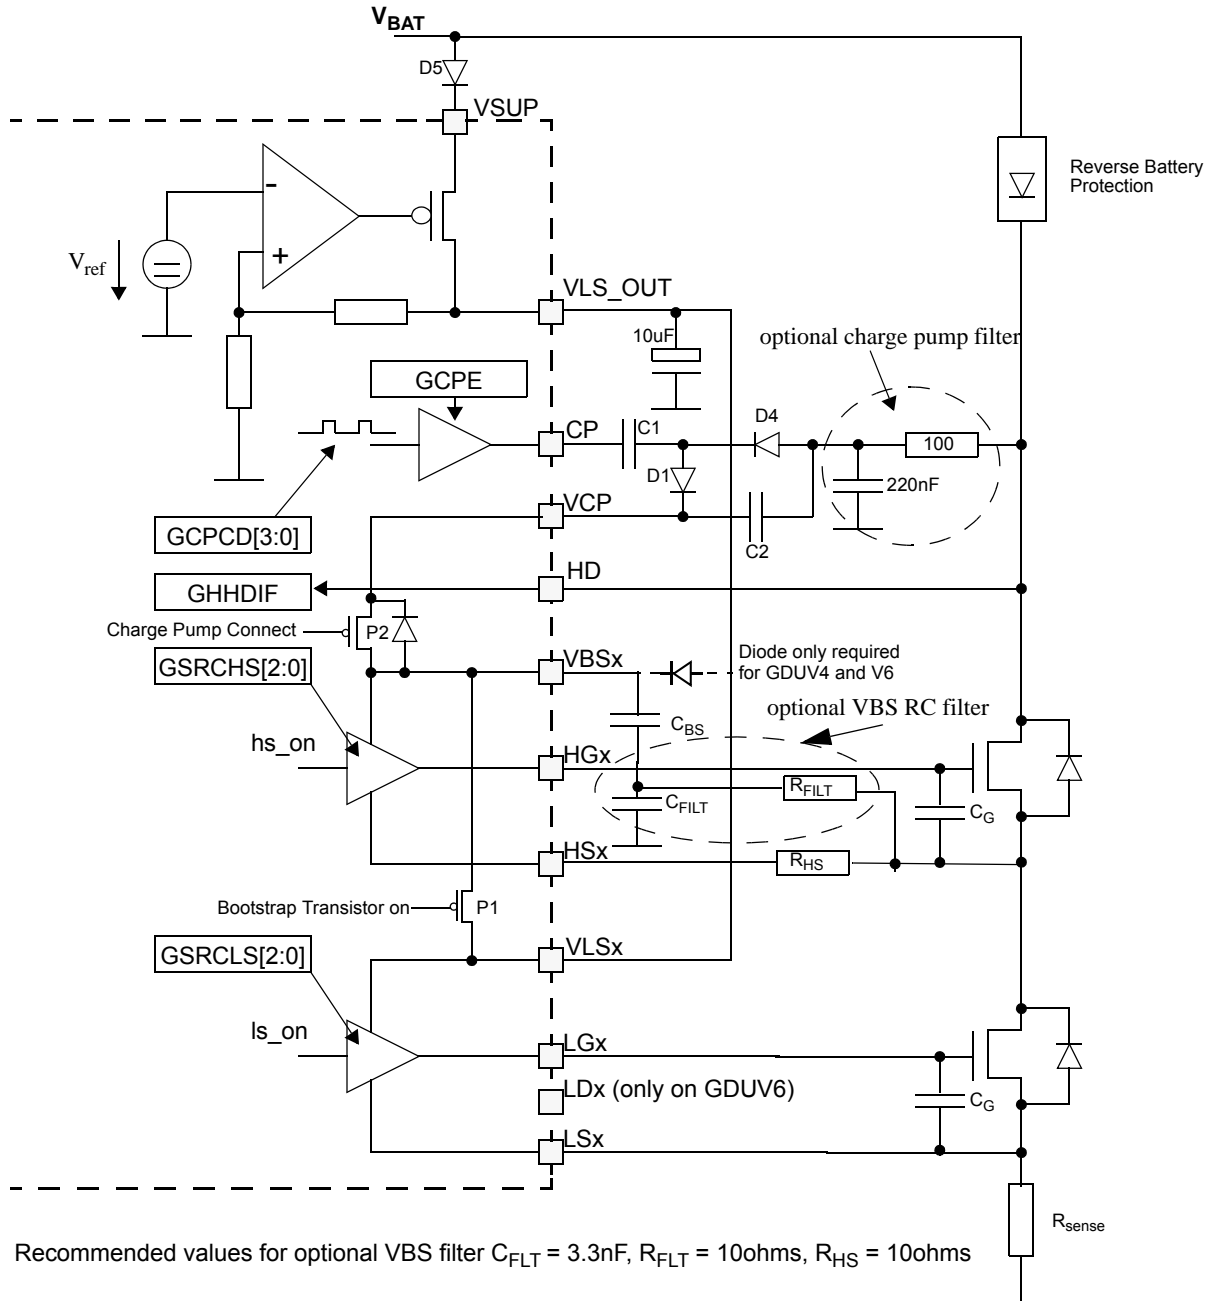 VBAT
D5
VSUP
Reverse Battery
Protection
-
+
Vref
VLS_OUT
10uF
optional charge pump filter
GCPE
CP
C1
D4
100
D1
220nF
VCP
C2
GCPCD[3:0]
HD
GHHDIF
Charge Pump Connect
P2
GSRCHS[2:0]
VBSx
Diode only required
for GDUV4 and V6
optional VBS RC filter
CBS
hs_on
HGx
RFILT
CFILT
CG
HSx
RHS
Bootstrap Transistor on
P1
GSRCLS[2:0]
VLSx
ls_on
LGx
LDx (only on GDUV6)
CG
LSx
Rsense
Recommended values for optional VBS filter CFLT = 3.3nF, RFLT = 10ohms, RHS = 10ohms